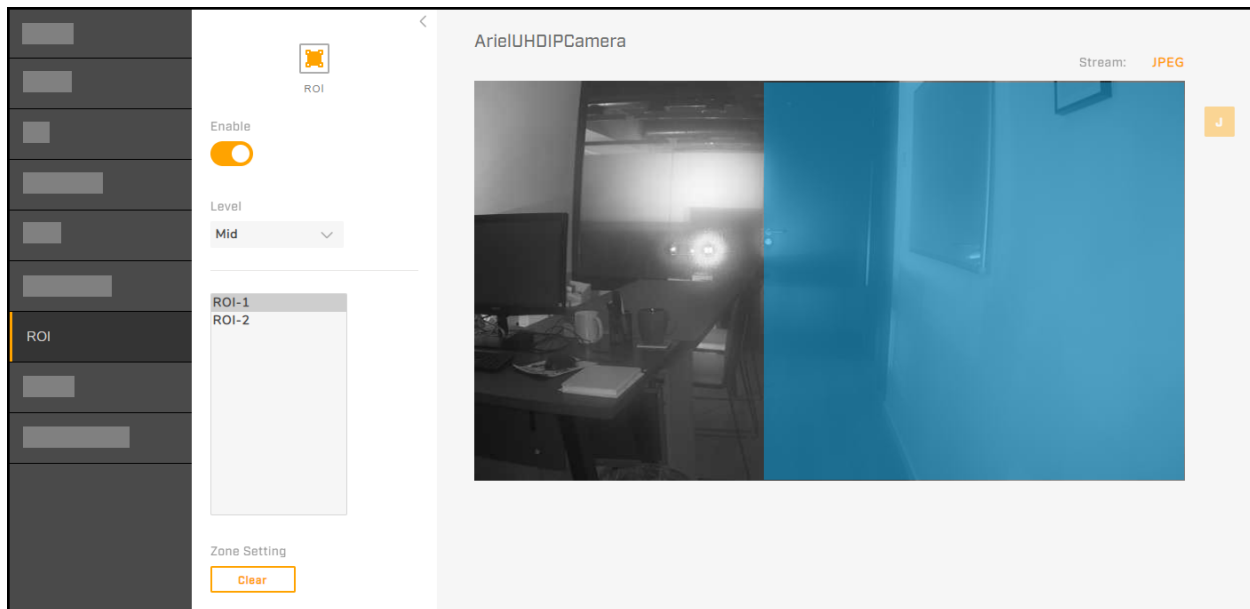 ROI
ROI
Enable
Level
Mid
ROI-1
ROI-2
Zone Setting
Clear
ArielUHDIPCamera
Stream: JPEG
J